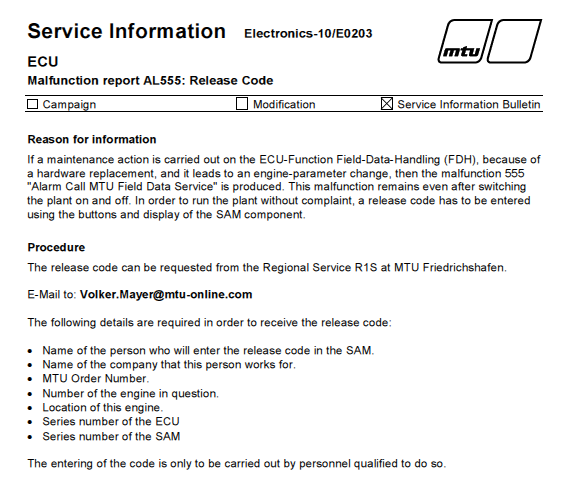 Service Information Electronics-10/E0203
mtu
ECU
Malfunction report AL555: Release Code
Campaign Modification Service Information Bulletin
Reason for information
If a maintenance action is carried out on the ECU-Function Field-Data-Handling (FDH), because of
a hardware replacement, and it leads to an engine-parameter change, then the malfunction 555
"Alarm Call MTU Field Data Service" is produced. This malfunction remains even after switching
the plant on and off. In order to run the plant without complaint, a release code has to be entered
using the buttons and display of the SAM component.
Procedure
The release code can be requested from the Regional Service R1S at MTU Friedrichshafen.
E-Mail to: Volker.Mayer@mtu-online.com
The following details are required in order to receive the release code:
• Name of the person who will enter the release code in the SAM.
• Name of the company that this person works for.
• MTU Order Number.
• Number of the engine in question.
• Location of this engine.
• Series number of the ECU
• Series number of the SAM
The entering of the code is only to be carried out by personnel qualified to do so.